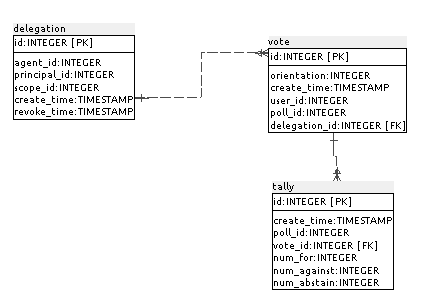 delegation
id:INTEGER [PK]
agent_id:INTEGER
principal_id:INTEGER
scope_id:INTEGER
create_time:TIMESTAMP
revoke_time:TIMESTAMP
vote
id:INTEGER [PK]
orientation:INTEGER
create_time:TIMESTAMP
user_id:INTEGER
poll_id:INTEGER
delegation_id:INTEGER [FK]
tally
id:INTEGER [PK]
create_time:TIMESTAMP
poll_id:INTEGER
vote_id:INTEGER [FK]
num_for:INTEGER
num_against:INTEGER
num_abstain:INTEGER